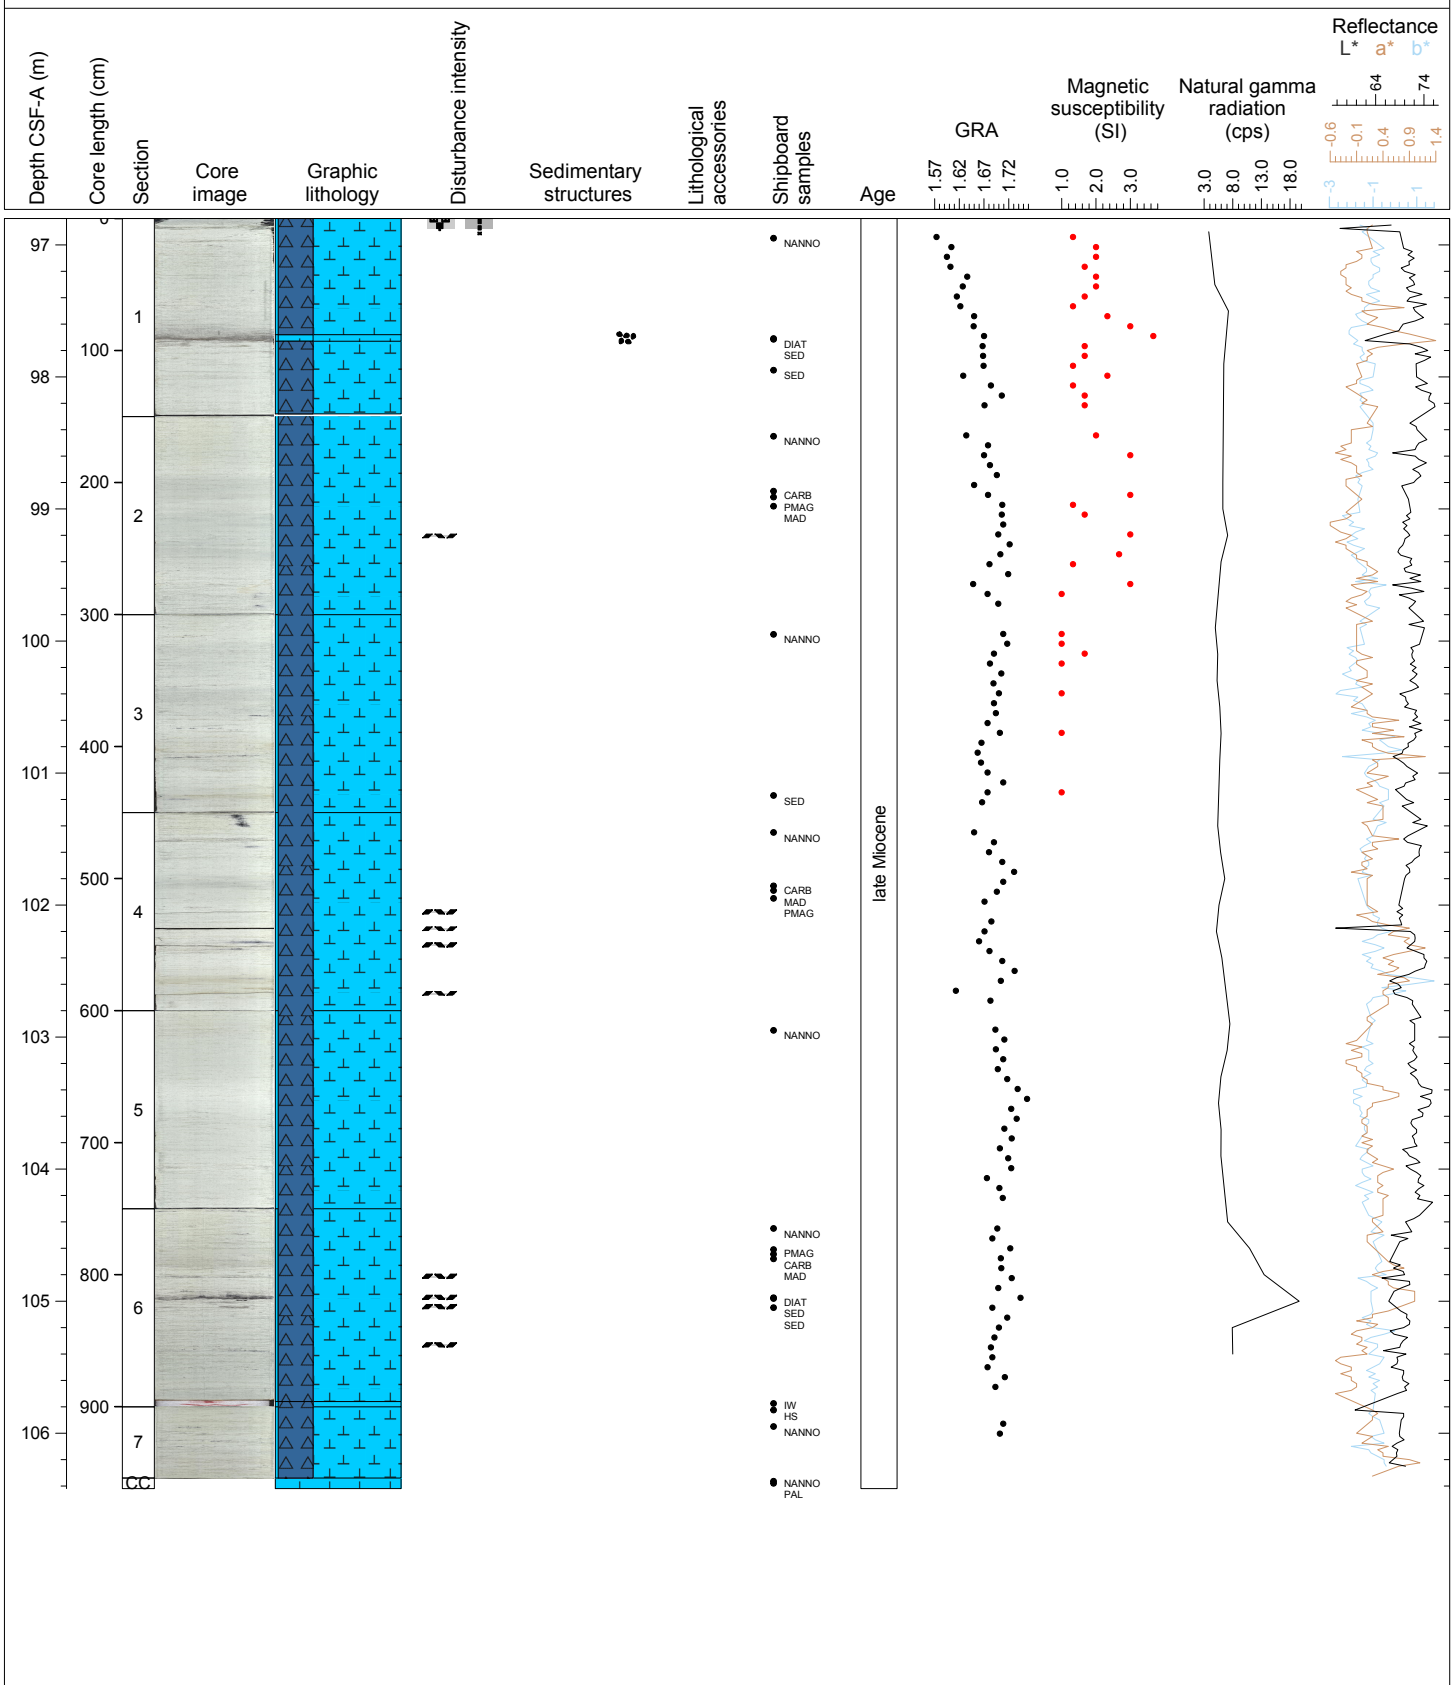 Depth CSF-A (m)
Core length (cm)
Section
Core
image
Graphic
lithology
Disturbance intensity
Sedimentary
structures
Lithological
accessories
Shipboard
samples
Age
GRA
1.57
1.62
1.67
1.72
Magnetic
susceptibility
(SI)
1.0
2.0
3.0
Natural gamma
radiation
(cps)
3.0
8.0
13.0
18.0
Reflectance
L* a* b*
64
74
-0.6
-0.1
0.4
0.9
1.4
-3
-1
1
0
97
NANNO
1
100
DIAT
SED
98
SED
NANNO
200
CARB
99
PMAG
2
MAD
300
100
NANNO
3
400
101
SED
NANNO
late Miocene
500
CARB
102
MAD
4
PMAG
600
103
NANNO
5
700
104
NANNO
PMAG
800
CARB
MAD
105
DIAT
6
SED
SED
900
IW
HS
106
NANNO
7
CC
NANNO
PAL